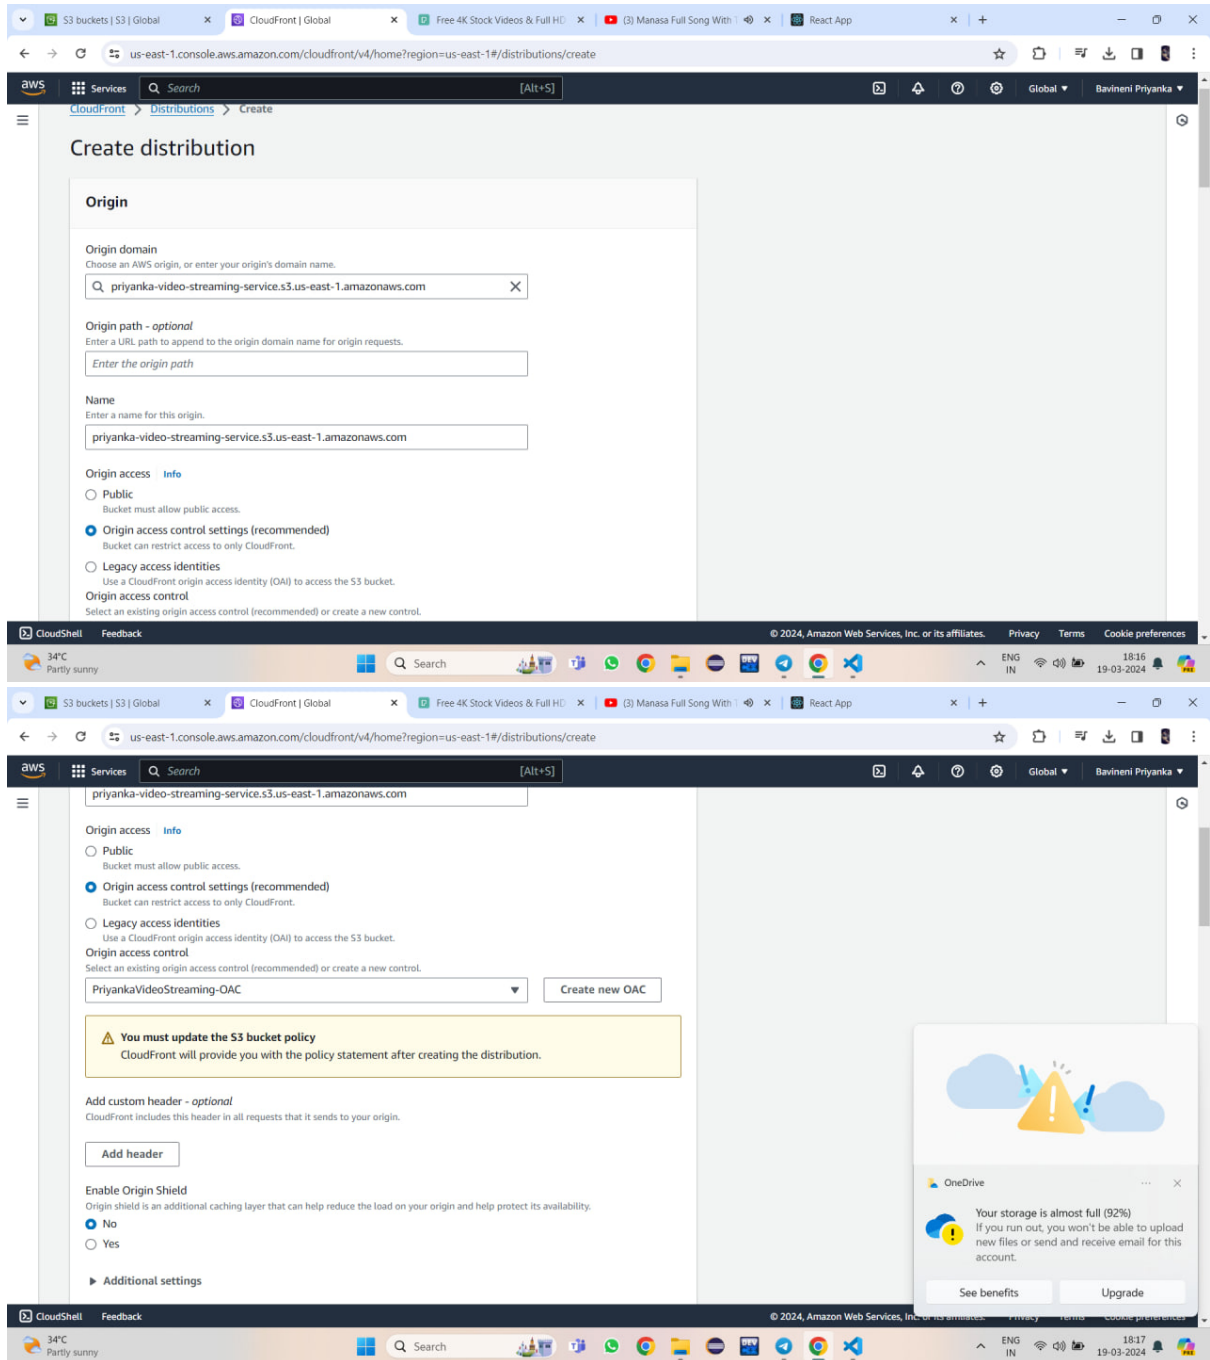 S3 buckets | S3 | Global
CloudFront | Global
Free 4K Stock Videos & Full HD
(3) Manasa Full Song With
React App
us-east-1.console.aws.amazon.com/cloudfront/v4/home?region=us-east-1#/distributions/create
aws
Services
Search
[Alt+S]
Global
Bavineni Priyanka
CloudFront > Distributions > Create
Create distribution
Origin
Origin domain
Choose an AWS origin, or enter your origin's domain name.
priyanka-video-streaming-service.s3.us-east-1.amazonaws.com
Origin path - optional
Enter a URL path to append to the origin domain name for origin requests.
Enter the origin path
Name
Enter a name for this origin.
priyanka-video-streaming-service.s3.us-east-1.amazonaws.com
Origin access Info
Public
Bucket must allow public access.
Origin access control settings (recommended)
Bucket can restrict access to only CloudFront.
Legacy access identities
Use a CloudFront origin access identity (OAI) to access the S3 bucket.
Origin access control
Select an existing origin access control (recommended) or create a new control.
CloudShell Feedback
© 2024, Amazon Web Services, Inc. or its affiliates. Privacy Terms Cookie preferences
34°C
Partly sunny
Search
ENG
IN
18:16
19-03-2024
S3 buckets | S3 | Global
CloudFront | Global
Free 4K Stock Videos & Full HD
(3) Manasa Full Song With
React App
us-east-1.console.aws.amazon.com/cloudfront/v4/home?region=us-east-1#/distributions/create
aws
Services
Search
[Alt+S]
Global
Bavineni Priyanka
priyanka-video-streaming-service.s3.us-east-1.amazonaws.com
Origin access Info
Public
Bucket must allow public access.
Origin access control settings (recommended)
Bucket can restrict access to only CloudFront.
Legacy access identities
Use a CloudFront origin access identity (OAI) to access the S3 bucket.
Origin access control
Select an existing origin access control (recommended) or create a new control.
PriyankaVideoStreaming-OAC
Create new OAC
You must update the S3 bucket policy
CloudFront will provide you with the policy statement after creating the distribution.
Add custom header - optional
CloudFront includes this header in all requests that it sends to your origin.
Add header
Enable Origin Shield
Origin shield is an additional caching layer that can help reduce the load on your origin and help protect its availability.
No
Yes
Additional settings
OneDrive
Your storage is almost full (92%)
If you run out, you won't be able to upload
new files or send and receive email for this
account.
See benefits
Upgrade
CloudShell Feedback
© 2024, Amazon Web Services, Inc. or its affiliates. Privacy Terms Cookie preferences
34°C
Partly sunny
Search
ENG
IN
18:17
19-03-2024